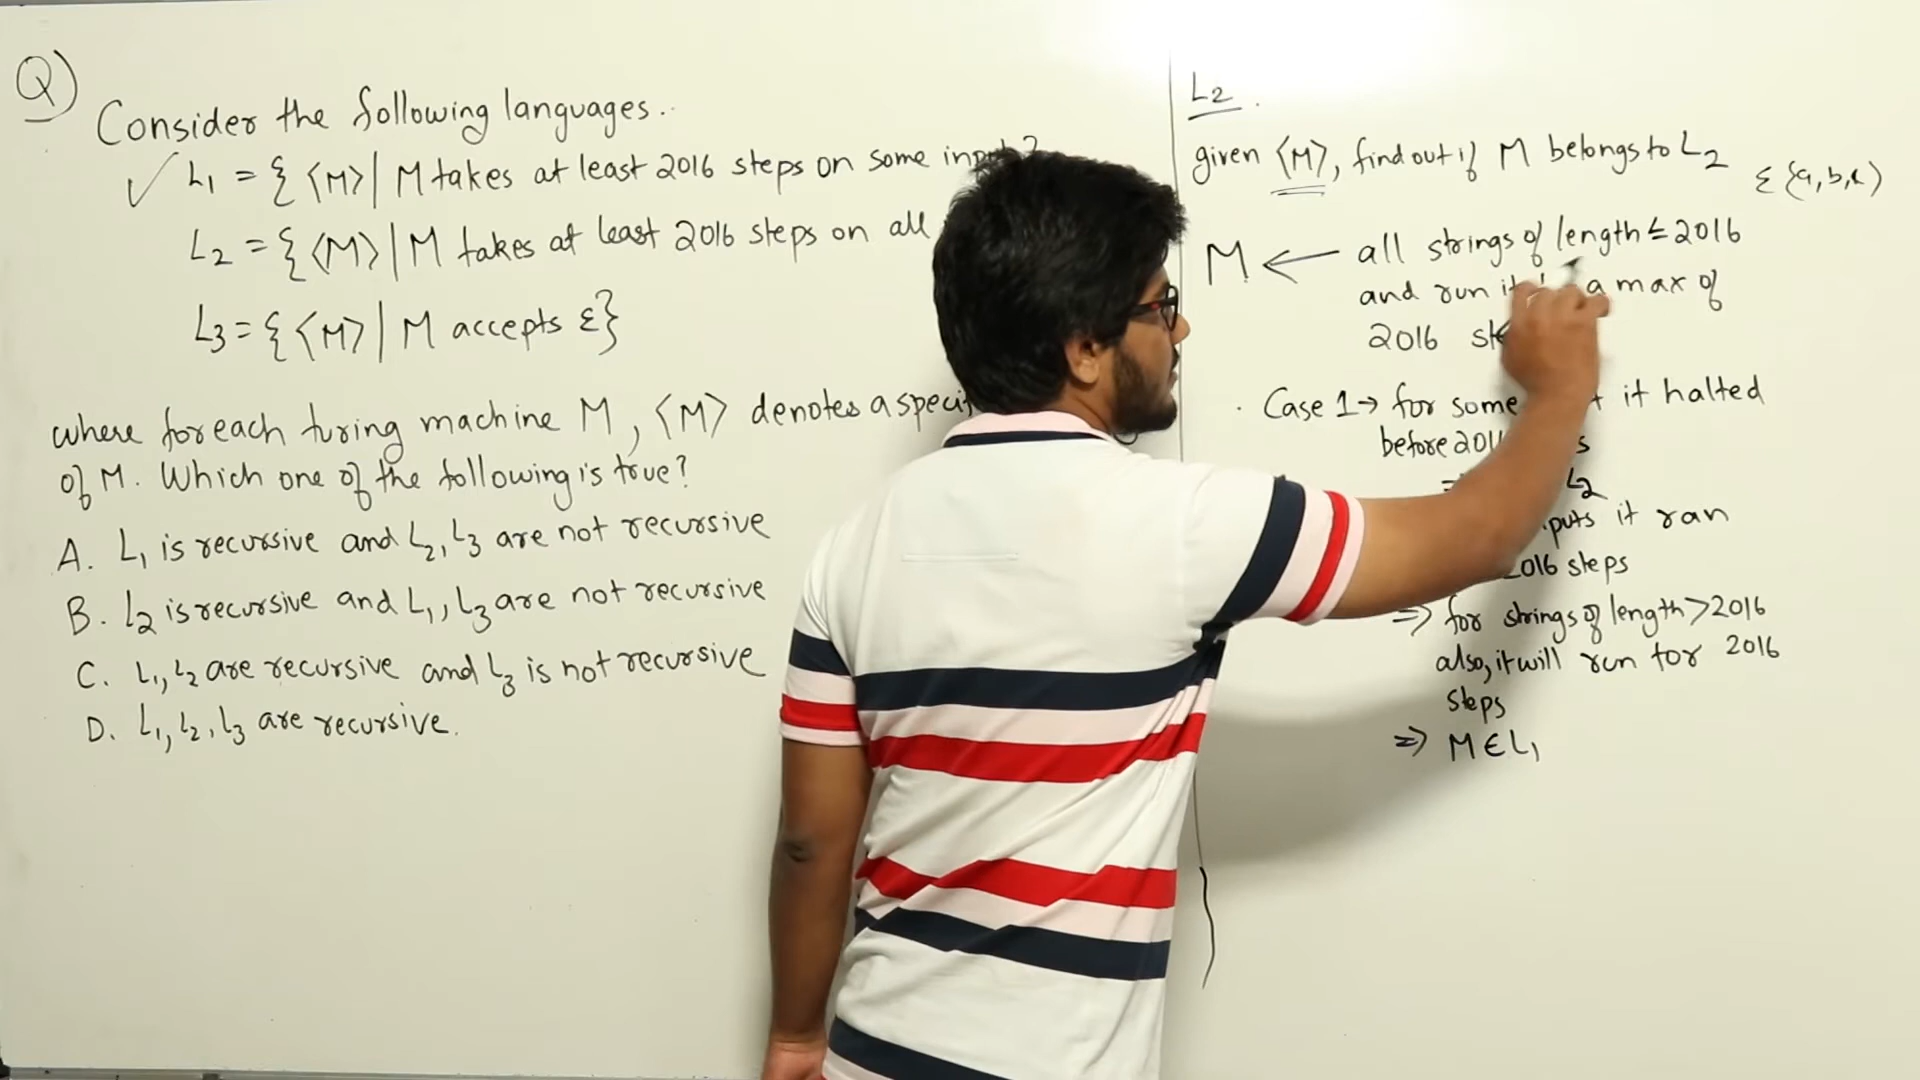 Q)
Consider the following languages..
✓ L₁ = { ⟨M⟩ | M takes at least 2016 steps on some
L₂ = { ⟨M⟩ | M takes at least 2016 steps on all
L₃ = { ⟨M⟩ | M accepts ε}
where for each turing machine M, ⟨M⟩ denotes a
of M. Which one of the following is true?
A. L₁ is recursive and L₂, L₃ are not recursive
B. L₂ is recursive and L₁, L₃ are not recursive
C. L₁, L₂ are recursive and L₃ is not recursive
D. L₁, L₂, L₃ are recursive.
L₂.
given ⟨M⟩, find out if M belongs to L₂
Σ {a, b, c}
M ← all strings of length ≤ 2016
and run it a max of
2016
Case 1 → for some it halted
before
L₂
it ran
2016 steps
⇒ for strings of length > 2016
also, it will run for 2016
steps
⇒ M ∈ L₁